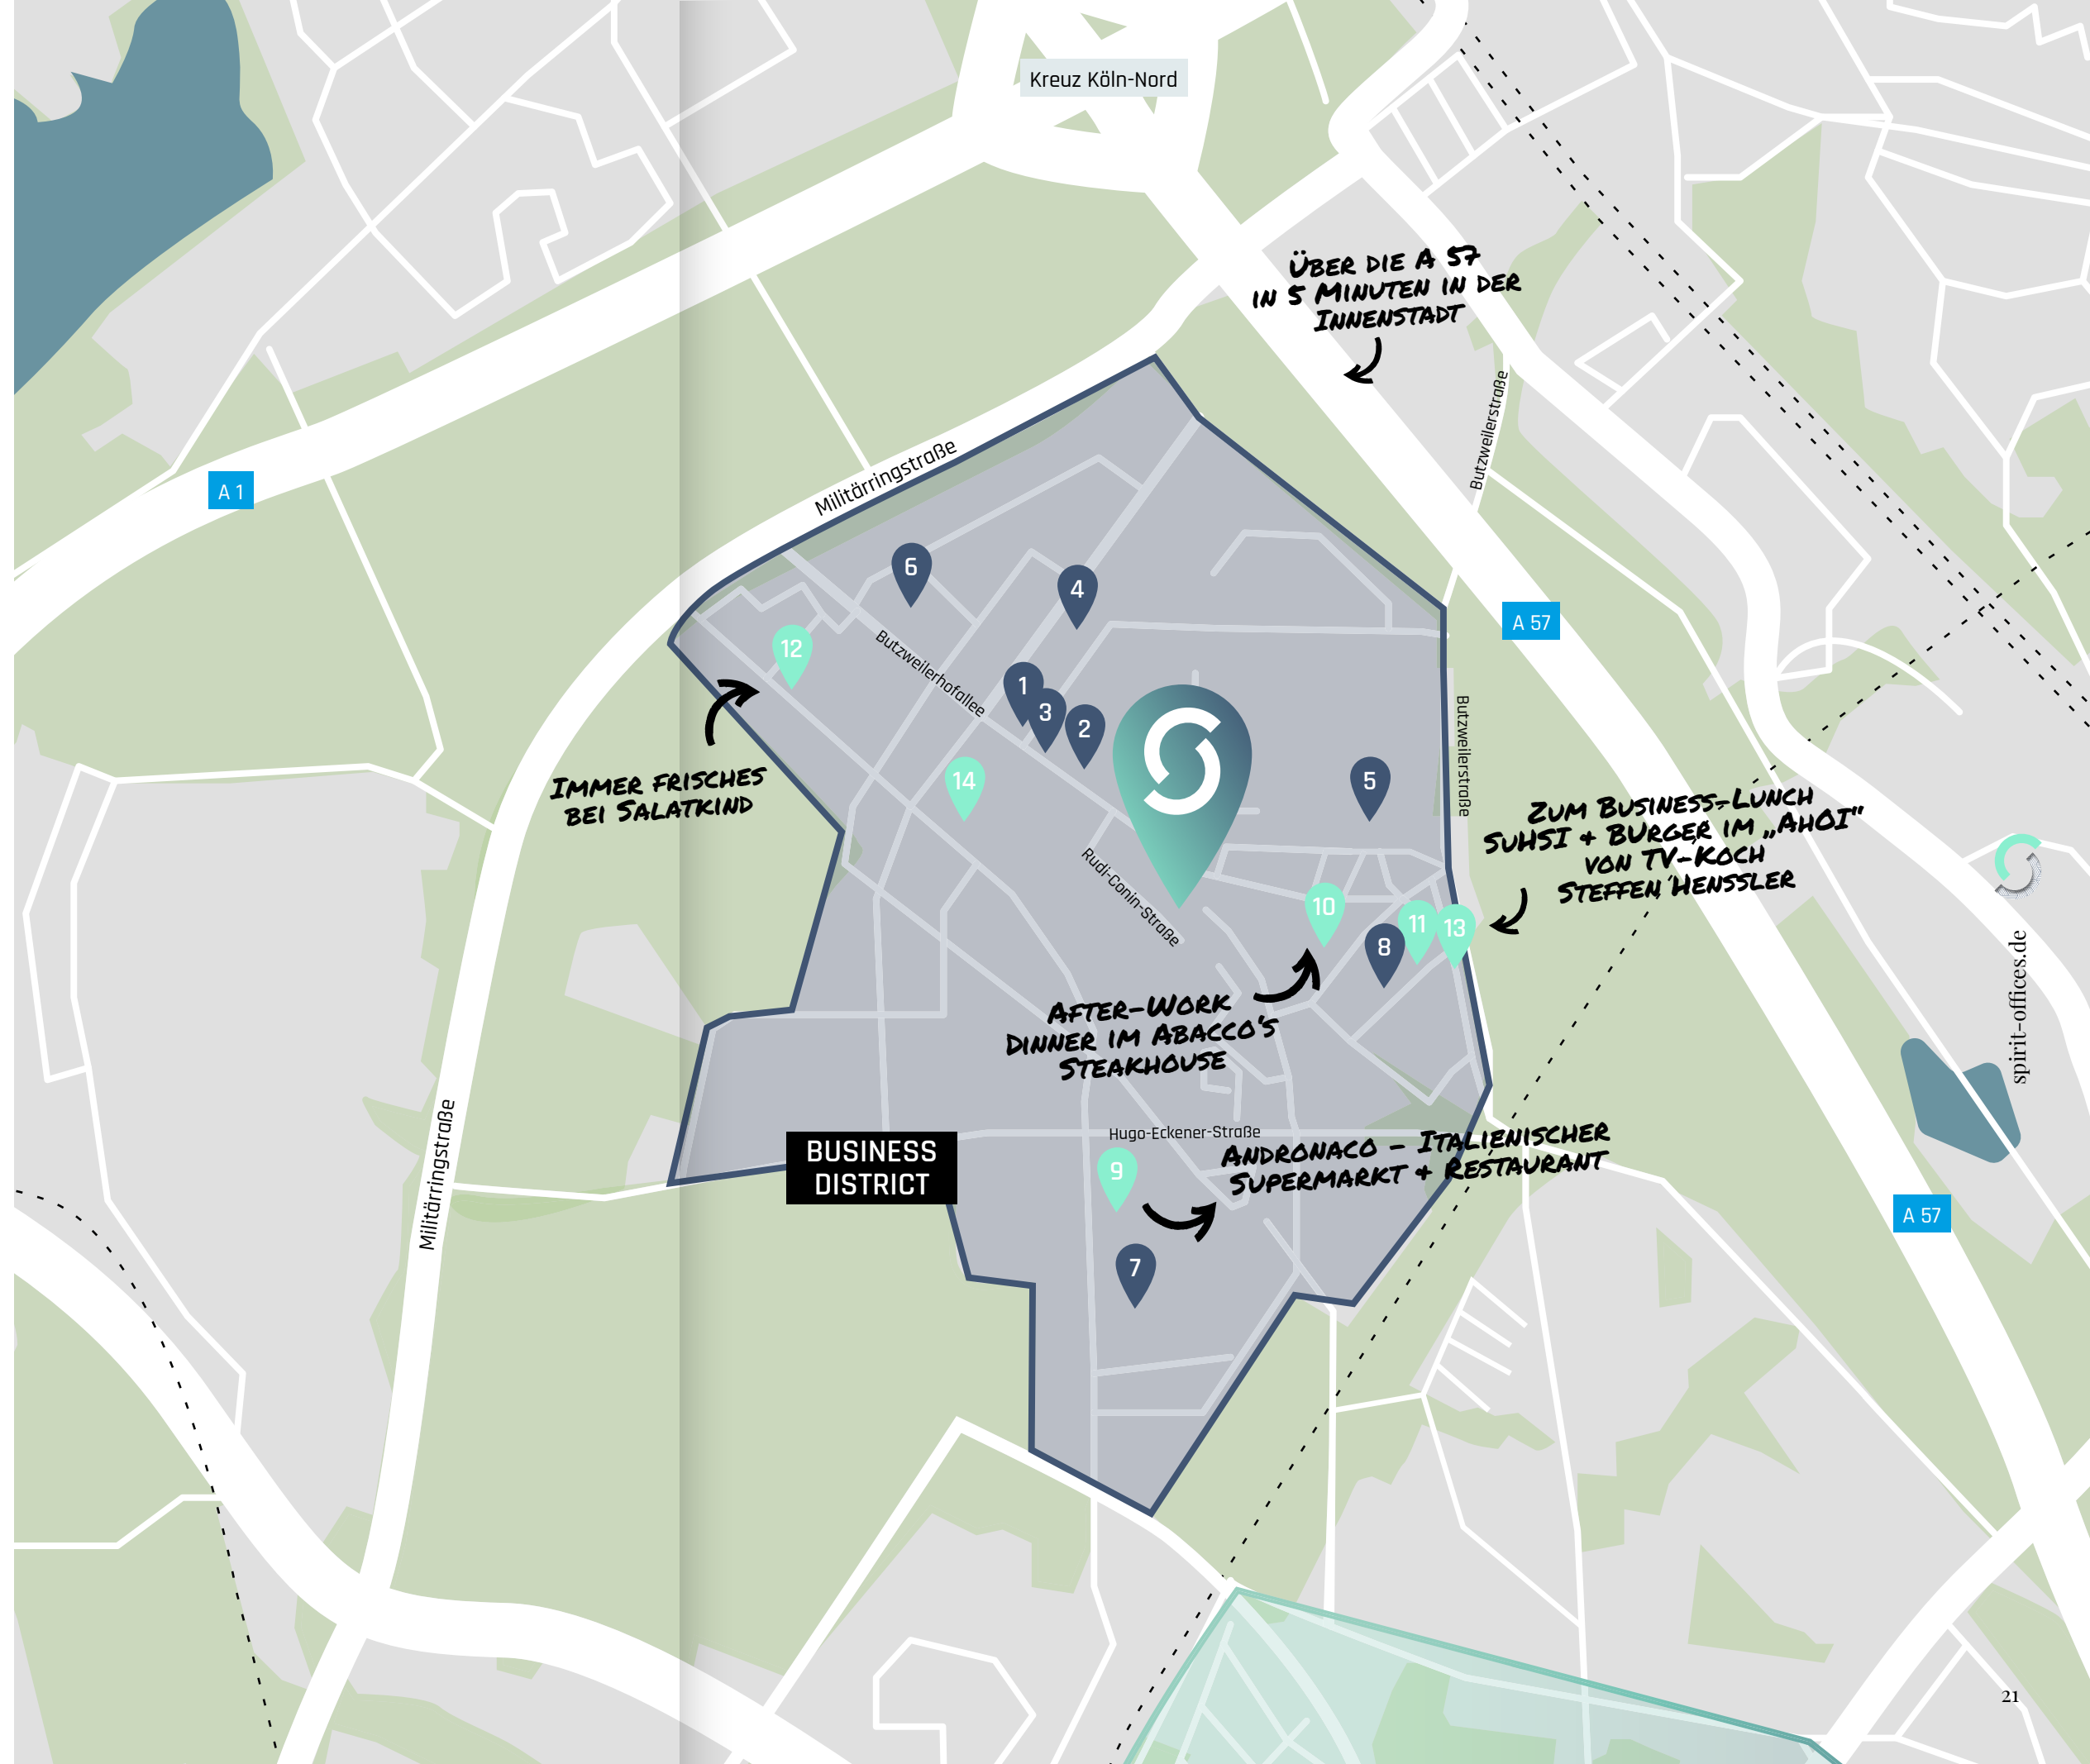 Kreuz Köln-Nord
Über die A 57
in 5 Minuten in der
Innenstadt
Butzweilerstraße
Militärringstraße
A 1
6
4
A 57
12
Butzweilerhofallee
1
3
2
Butzweilerstraße
14
5
Immer frisches
bei Salatkind
Zum Business-Lunch
SuHSI + Burger im „Ahoi“
von TV-Koch
Steffen Henssler
Rudi-Conin-Straße
10
11
13
8
spirit-offices.de
After-Work
Dinner im Abacco's
Steakhouse
Militärringstraße
BUSINESS
DISTRICT
Hugo-Eckener-Straße
Andronaco - Italienischer
Supermarkt + Restaurant
9
A 57
7
21